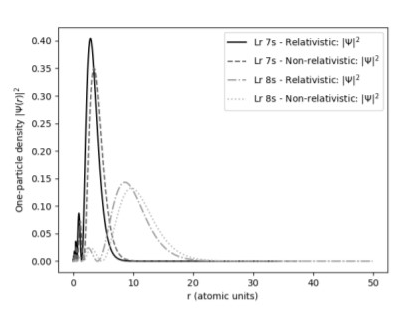 Lr 7s - Relativistic: |Ψ|²
Lr 7s - Non-relativistic: |Ψ|²
Lr 8s - Relativistic: |Ψ|²
Lr 8s - Non-relativistic: |Ψ|²
One-particle density |Ψ(r)|²
0.40
0.35
0.30
0.25
0.20
0.15
0.10
0.05
0.00
0 10 20 30 40 50
r (atomic units)